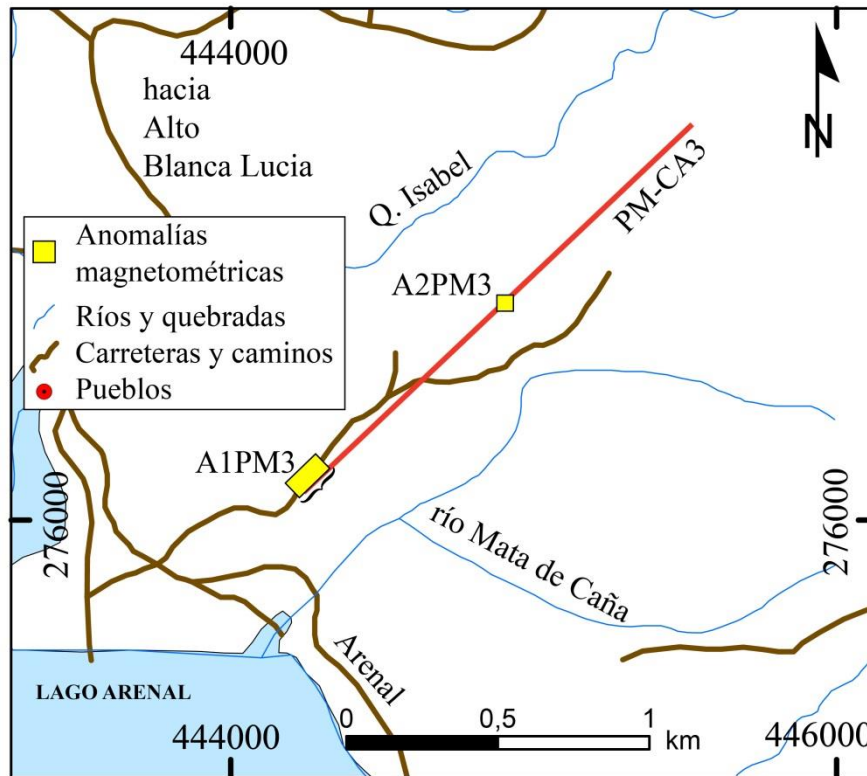 444000
hacia
Alto
Blanca Lucia
N
Q. Isabel
PM-CA3
Anomalías
magnetométricas
Ríos y quebradas
Carreteras y caminos
Pueblos
A2PM3
A1PM3
276000
276000
río Mata de Caña
Arenal
LAGO ARENAL
0 0,5 1
km
444000
446000